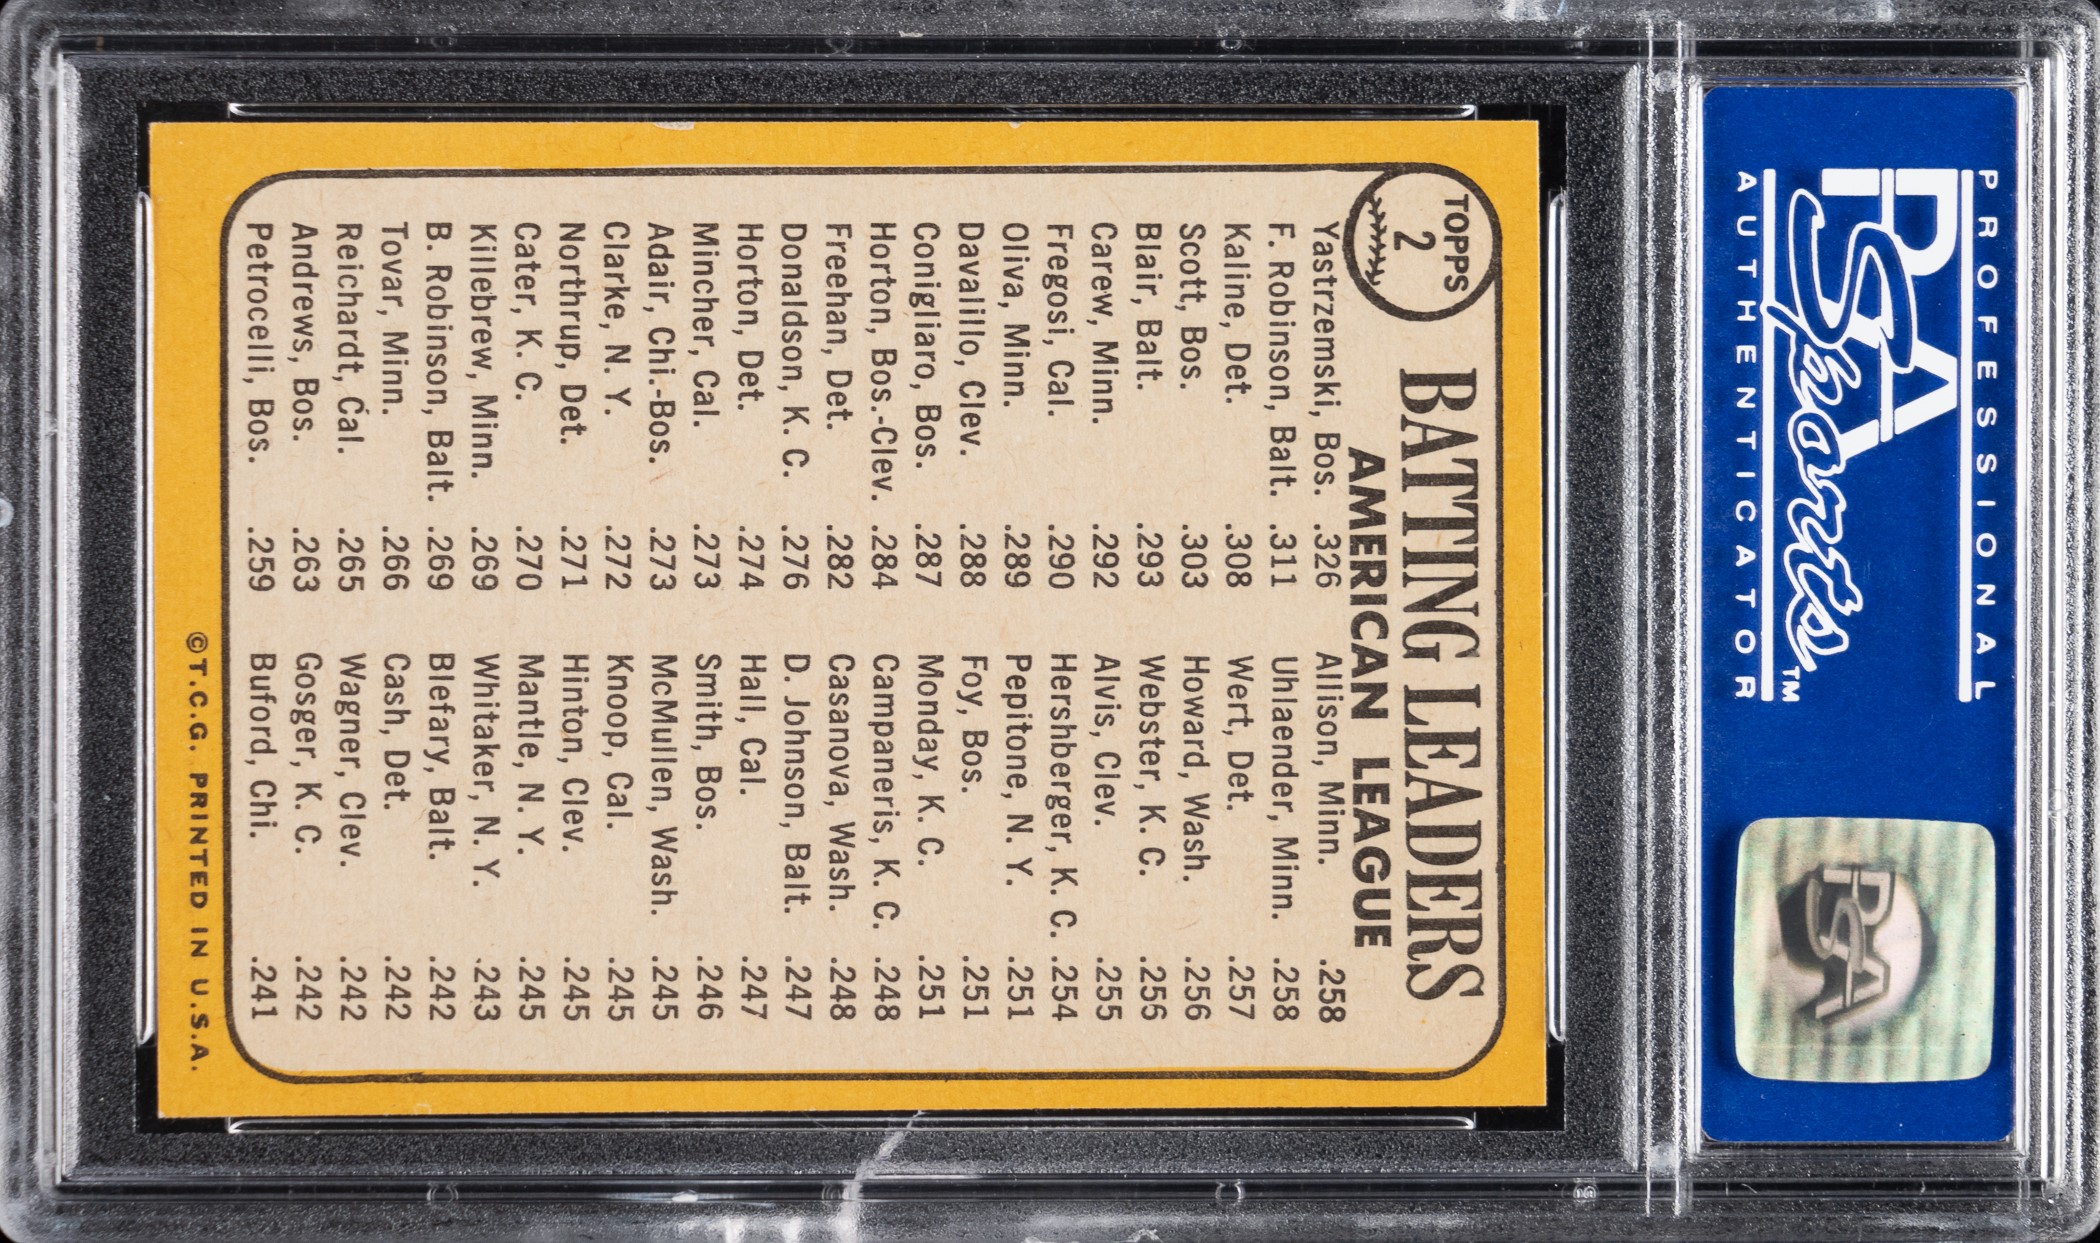 PROFESSIONAL
PSA
Sports™
AUTHENTICATOR
PSA
TOPPS
2
BATTING LEADERS
AMERICAN LEAGUE
Yastrzemski, Bos. .326 Allison, Minn. .258
F. Robinson, Balt. .311 Uhlaender, Minn. .258
Kaline, Det. .308 Wert, Det. .257
Scott, Bos. .303 Howard, Wash. .256
Blair, Balt. .293 Webster, K. C. .256
Carew, Minn. .292 Alvis, Clev. .255
Fregosi, Cal. .290 Hershberger, K. C. .254
Oliva, Minn. .289 Pepitone, N. Y. .251
Davalillo, Clev. .288 Foy, Bos. .251
Conigliaro, Bos. .287 Monday, K. C. .251
Horton, Bos.-Clev. .284 Campaneris, K. C. .248
Freehan, Det. .282 Casanova, Wash. .248
Donaldson, K. C. .276 D. Johnson, Balt. .247
Horton, Det. .274 Hall, Cal. .247
Mincher, Cal. .273 Smith, Bos. .246
Adair, Chi.-Bos. .273 McMullen, Wash. .245
Clarke, N. Y. .272 Knoop, Cal. .245
Northrup, Det. .271 Hinton, Clev. .245
Cater, K. C. .270 Mantle, N. Y. .245
Killebrew, Minn. .269 Whitaker, N. Y. .243
B. Robinson, Balt. .269 Blefary, Balt. .242
Tovar, Minn. .266 Cash, Det. .242
Reichardt, Cal. .265 Wagner, Clev. .242
Andrews, Bos. .263 Gosger, K. C. .242
Petrocelli, Bos. .259 Buford, Chi. .241
©T.C.G. PRINTED IN U.S.A.